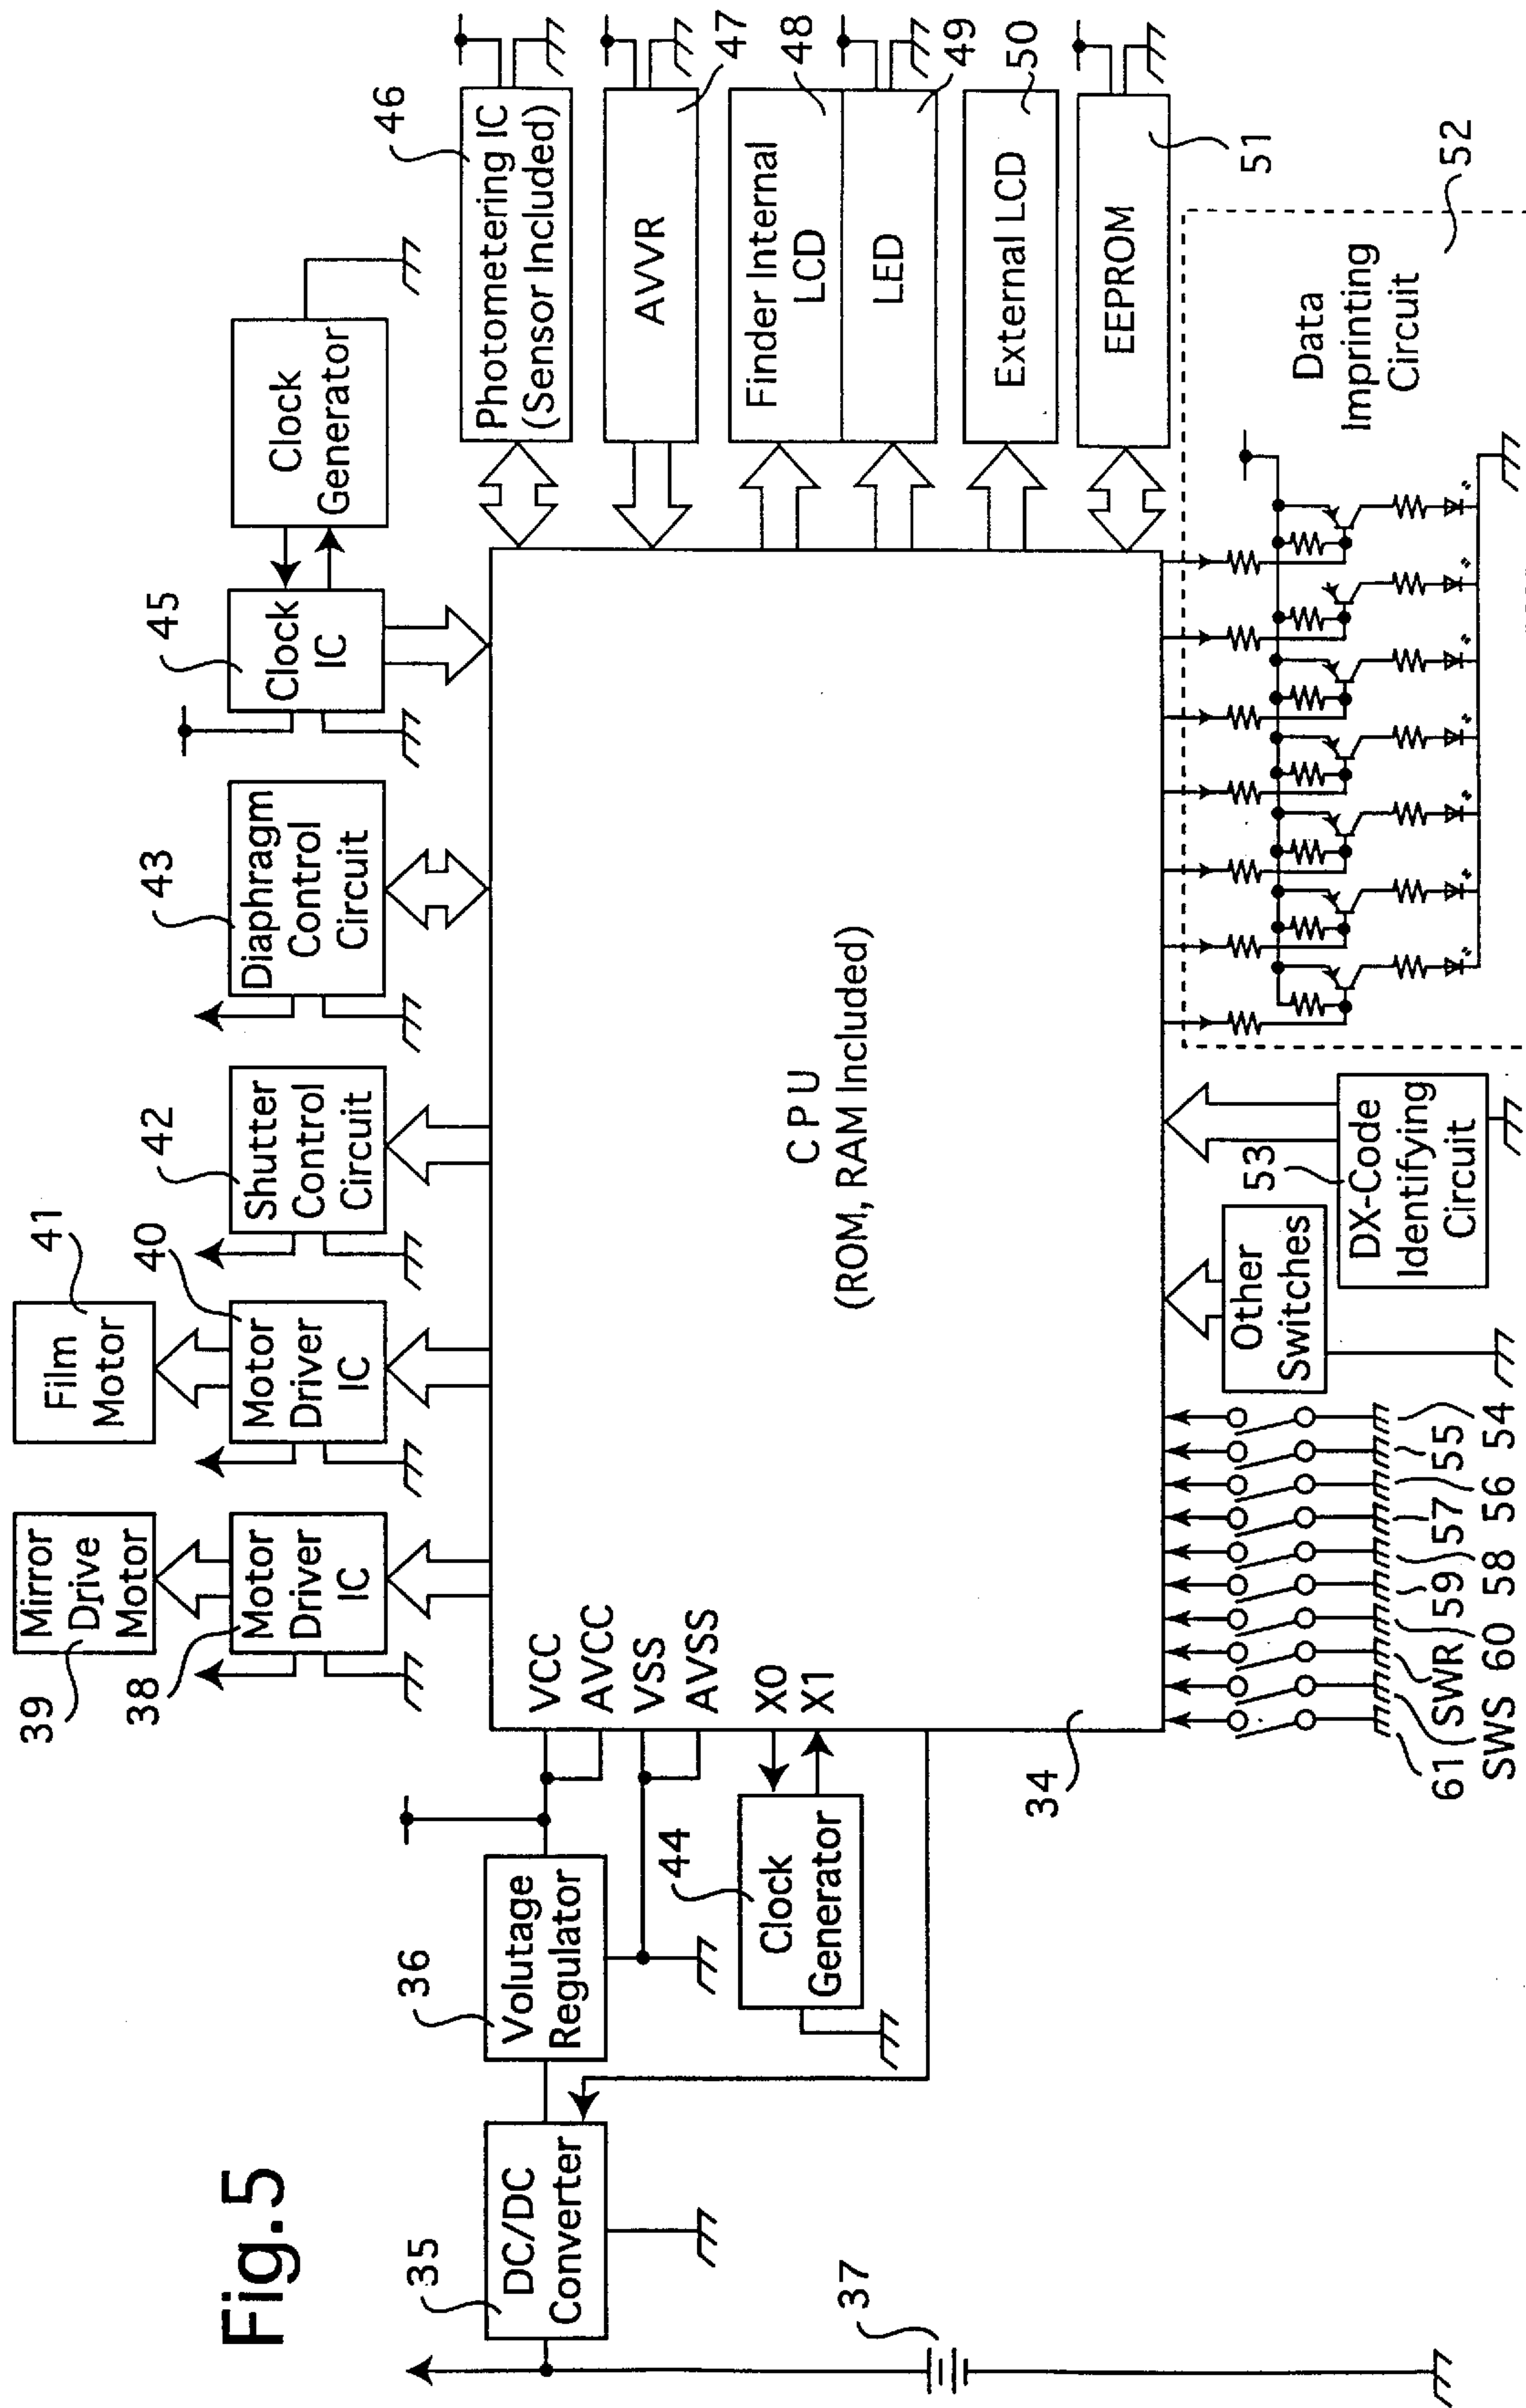 Fig.5
39
Mirror
Drive
Motor
38
Motor
Driver
IC
41
Film
Motor
40
Motor
Driver
IC
42
Shutter
Control
Circuit
43
Diaphragm
Control
Circuit
45
Clock
IC
Clock
Generator
35
DC/DC
Converter
36
Volutage
Regulator
37
44
Clock
Generator
VCC
AVCC
VSS
AVSS
X0
X1
CPU
(ROM, RAM Included)
34
46
Photometering IC
(Sensor Included)
AVVR
47
Finder Internal
LCD
48
LED
49
External LCD
50
EEPROM
51
61
SWS
SWR
60
59
58
57
56
55
54
Other
Switches
53
DX-Code
Identifying
Circuit
Data
Imprinting
Circuit
52